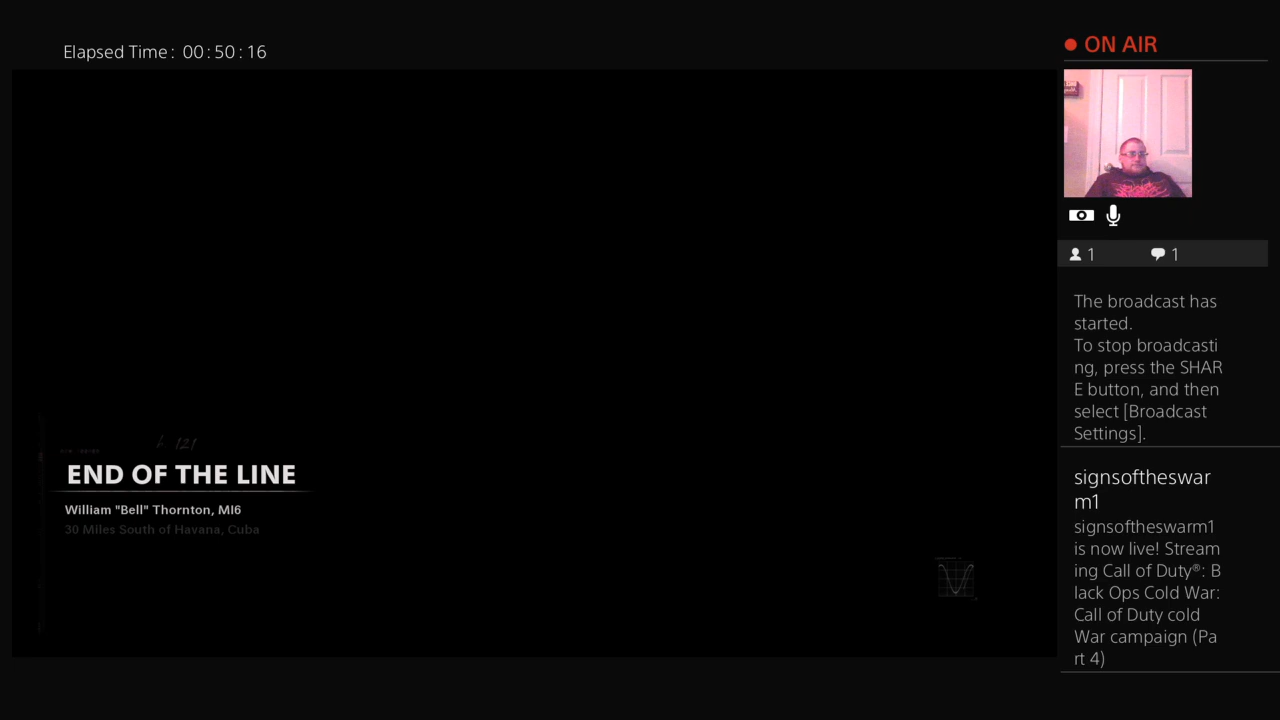 Elapsed Time: 00:50:16
ON AIR
1
1
The broadcast has
started.
To stop broadcasti
ng, press the SHAR
E button, and then
select [Broadcast
Settings].
signsoftheswar
m1
signsoftheswarm1
is now live! Stream
ing Call of Duty®: B
lack Ops Cold War:
Call of Duty cold
War campaign (Pa
rt 4)
121
END OF THE LINE
William "Bell" Thornton, MI6
30 Miles South of Havana, Cuba